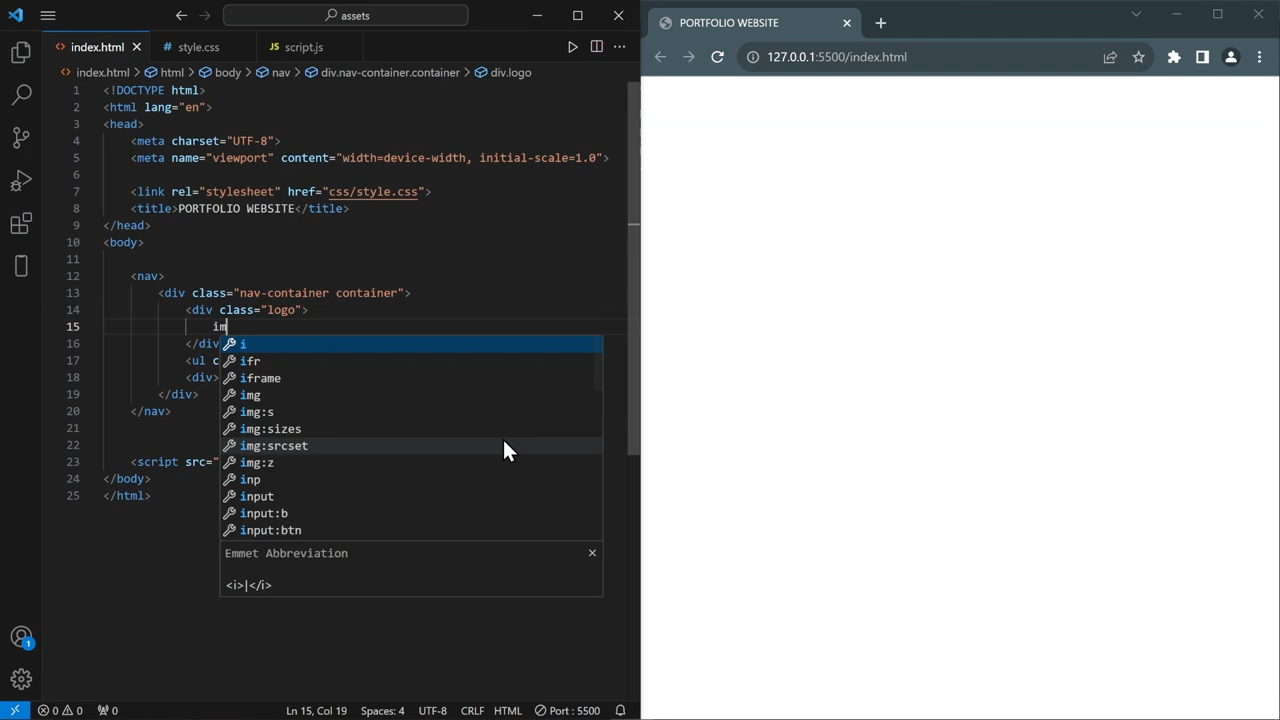 assets
index.html
style.css
script.js
index.html html body nav div.nav-container.container div.logo
1 <!DOCTYPE html>
2 <html lang="en">
3 <head>
4 <meta charset="UTF-8">
5 <meta name="viewport" content="width=device-width, initial-scale=1.0">
6
7 <link rel="stylesheet" href="css/style.css">
8 <title>PORTFOLIO WEBSITE</title>
9 </head>
10 <body>
11
12 <nav>
13 <div class="nav-container container">
14 <div class="logo">
15 im
16 </div
17 <ul c
18 <div>
19 </div>
20 </nav>
21
22
23 <script src="
24 </body>
25 </html>
i
ifr
iframe
img
img:s
img:sizes
img:srcset
img:z
inp
input
input:b
input:btn
Emmet Abbreviation
<i>|</i>
1
0 0 0
Ln 15, Col 19
Spaces: 4
UTF-8
CRLF
HTML
Port : 5500
PORTFOLIO WEBSITE
127.0.0.1:5500/index.html